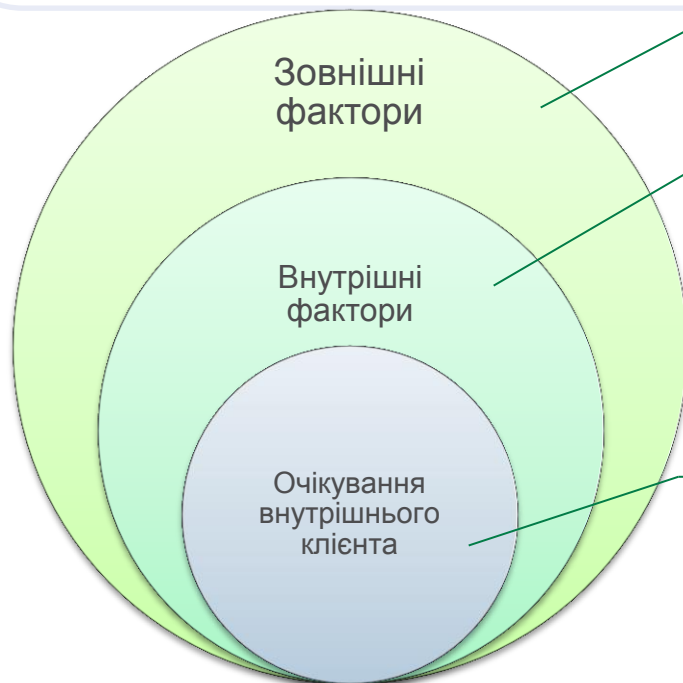 Зовнішні
фактори
Внутрішні
фактори
Очікування
внутрішнього
клієнта